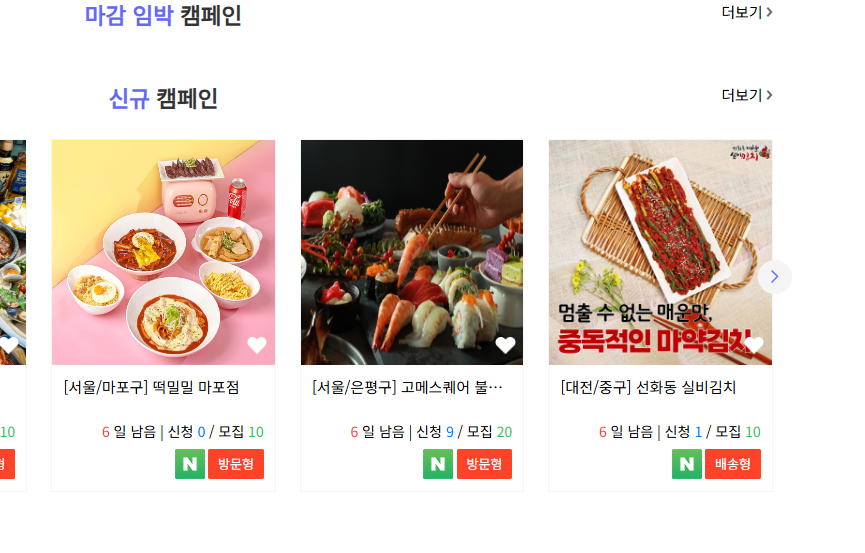 마감 임박 캠페인
더보기
신규 캠페인
더보기
멈출 수 없는 매운맛,
중독적인 마약김치
[서울/마포구] 떡밀밀 마포점
[서울/은평구] 고메스퀘어 불…
[대전/중구] 선화동 실비김치
10
6 일 남음 | 신청 0 / 모집 10
6 일 남음 | 신청 9 / 모집 20
6 일 남음 | 신청 1 / 모집 10
형
N 방문형
N 방문형
N 배송형